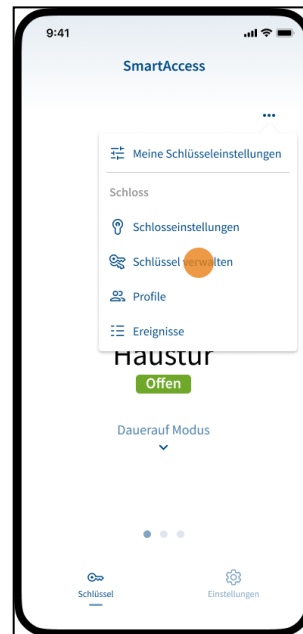 9:41
SmartAccess
Meine Schlüsseleinstellungen
Schloss
Schlosseinstellungen
Schlüssel verwalten
Profile
Ereignisse
Haustür
Offen
Dauerauf Modus
Schlüssel
Einstellungen